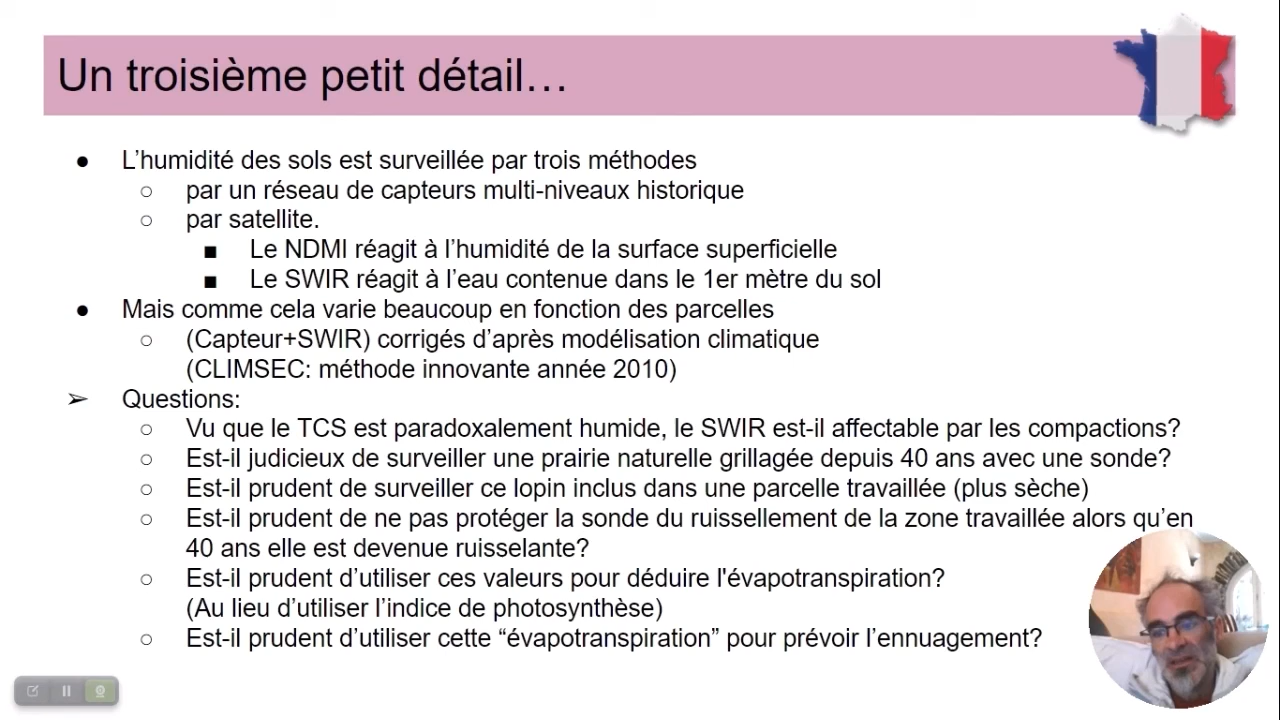 Un troisième petit détail…
● L’humidité des sols est surveillée par trois méthodes
○ par un réseau de capteurs multi-niveaux historique
○ par satellite.
■ Le NDMI réagit à l’humidité de la surface superficielle
■ Le SWIR réagit à l’eau contenue dans le 1er mètre du sol
● Mais comme cela varie beaucoup en fonction des parcelles
○ (Capteur+SWIR) corrigés d’après modélisation climatique
(CLIMSEC: méthode innovante année 2010)
➢ Questions:
○ Vu que le TCS est paradoxalement humide, le SWIR est-il affectable par les compactions?
○ Est-il judicieux de surveiller une prairie naturelle grillagée depuis 40 ans avec une sonde?
○ Est-il prudent de surveiller ce lopin inclus dans une parcelle travaillée (plus sèche)
○ Est-il prudent de ne pas protéger la sonde du ruissellement de la zone travaillée alors qu’en
40 ans elle est devenue ruisselante?
○ Est-il prudent d’utiliser ces valeurs pour déduire l'évapotranspiration?
(Au lieu d’utiliser l’indice de photosynthèse)
○ Est-il prudent d’utiliser cette “évapotranspiration” pour prévoir l’ennuagement?